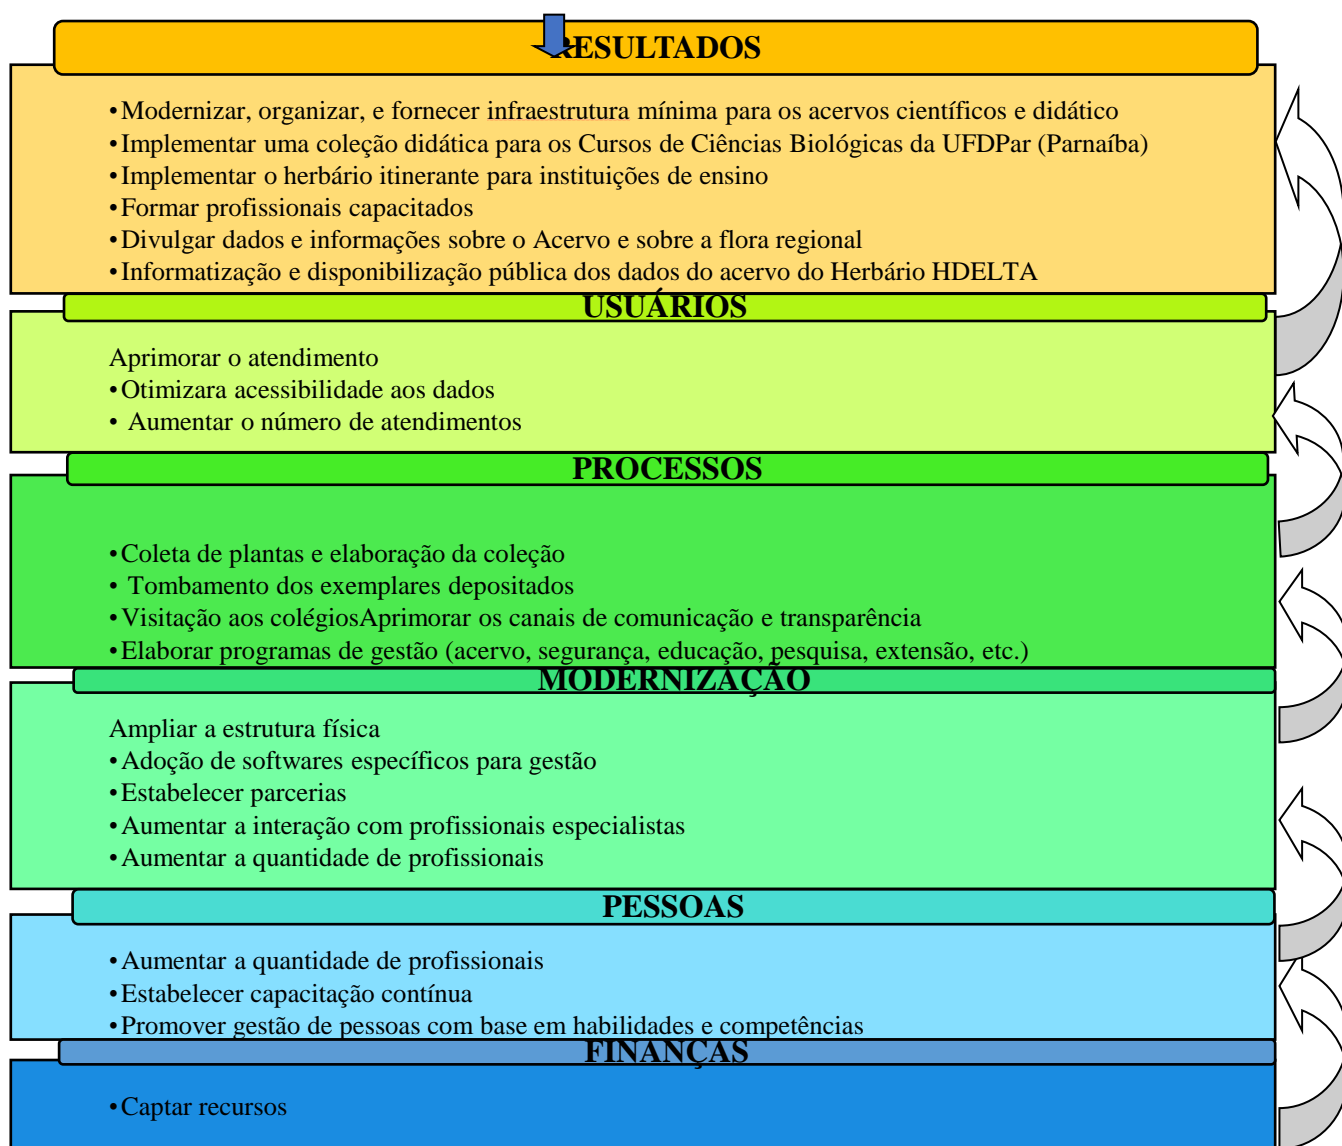 RESULTADOS
•Modernizar, organizar, e fornecer infraestrutura mínima para os acervos científicos e didático
•Implementar uma coleção didática para os Cursos de Ciências Biológicas da UFDPar (Parnaíba)
•Implementar o herbário itinerante para instituições de ensino
•Formar profissionais capacitados
•Divulgar dados e informações sobre o Acervo e sobre a flora regional
•Informatização e disponibilização pública dos dados do acervo do Herbário HDELTA
USUÁRIOS
Aprimorar o atendimento
•Otimizara acessibilidade aos dados
• Aumentar o número de atendimentos
PROCESSOS
•Coleta de plantas e elaboração da coleção
• Tombamento dos exemplares depositados
•Visitação aos colégiosAprimorar os canais de comunicação e transparência
•Elaborar programas de gestão (acervo, segurança, educação, pesquisa, extensão, etc.)
MODERNIZAÇÃO
Ampliar a estrutura física
•Adoção de softwares específicos para gestão
•Estabelecer parcerias
•Aumentar a interação com profissionais especialistas
•Aumentar a quantidade de profissionais
PESSOAS
•Aumentar a quantidade de profissionais
•Estabelecer capacitação contínua
•Promover gestão de pessoas com base em habilidades e competências
FINANÇAS
•Captar recursos